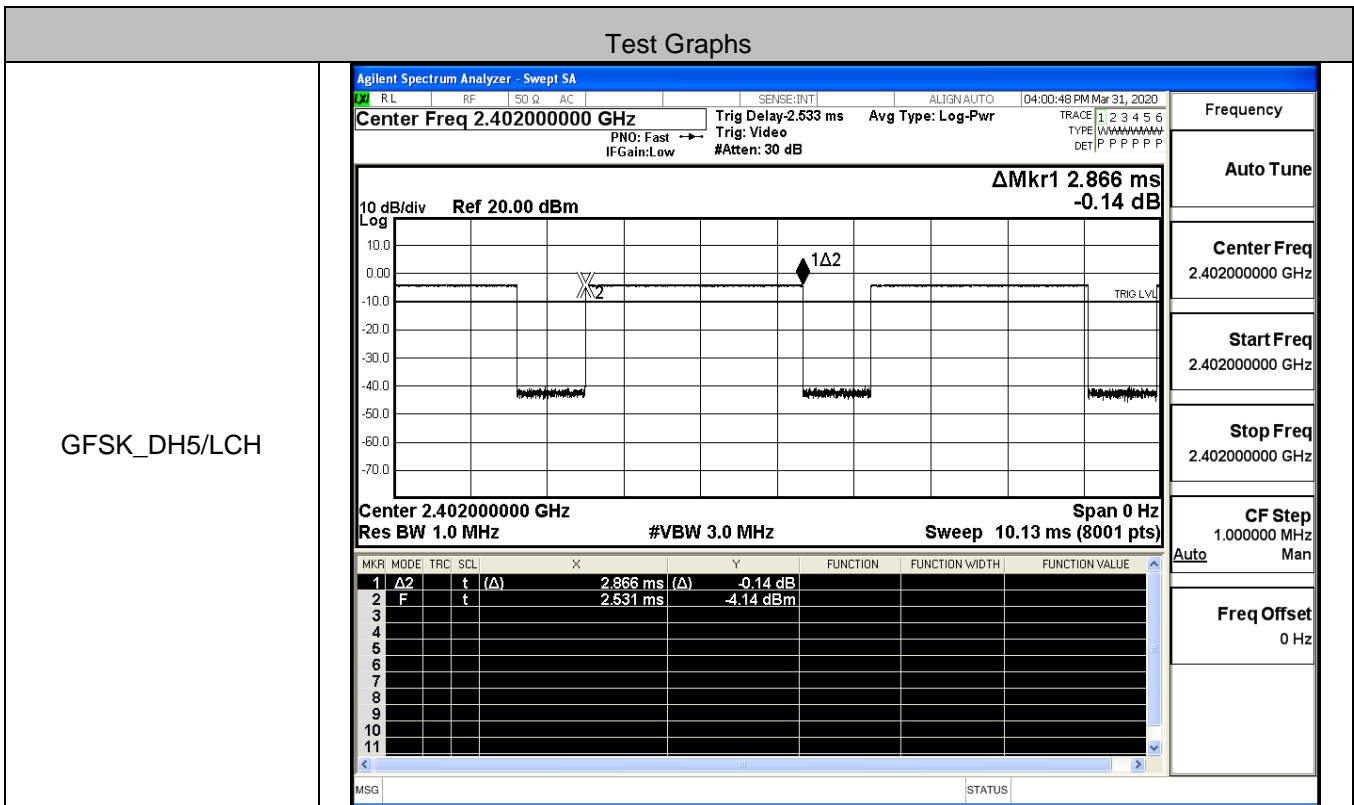 Test Graphs
GFSK_DH5/LCH
Agilent Spectrum Analyzer - Swept SA
LXI RL RF 50 Ω AC SENSE:INT ALIGN AUTO 04:00:48 PM Mar 31, 2020
Center Freq 2.402000000 GHz
PNO: Fast
IFGain:Low
Trig Delay-2.533 ms
Trig: Video
#Atten: 30 dB
Avg Type: Log-Pwr
TRACE 1 2 3 4 5 6
TYPE WWWWWW
DET P P P P P P
ΔMkr1 2.866 ms
-0.14 dB
10 dB/div Ref 20.00 dBm
Log
10.0
0.00
-10.0
-20.0
-30.0
-40.0
-50.0
-60.0
-70.0
1Δ2
2
TRIG LVL
Center 2.402000000 GHz Span 0 Hz
Res BW 1.0 MHz #VBW 3.0 MHz Sweep 10.13 ms (8001 pts)
MKR MODE TRC SCL X Y FUNCTION FUNCTION WIDTH FUNCTION VALUE
1 Δ2 t (Δ) 2.866 ms (Δ) -0.14 dB
2 F t 2.531 ms -4.14 dBm
3
4
5
6
7
8
9
10
11
MSG STATUS
Frequency
Auto Tune
Center Freq
2.402000000 GHz
Start Freq
2.402000000 GHz
Stop Freq
2.402000000 GHz
CF Step
1.000000 MHz
Auto Man
Freq Offset
0 Hz